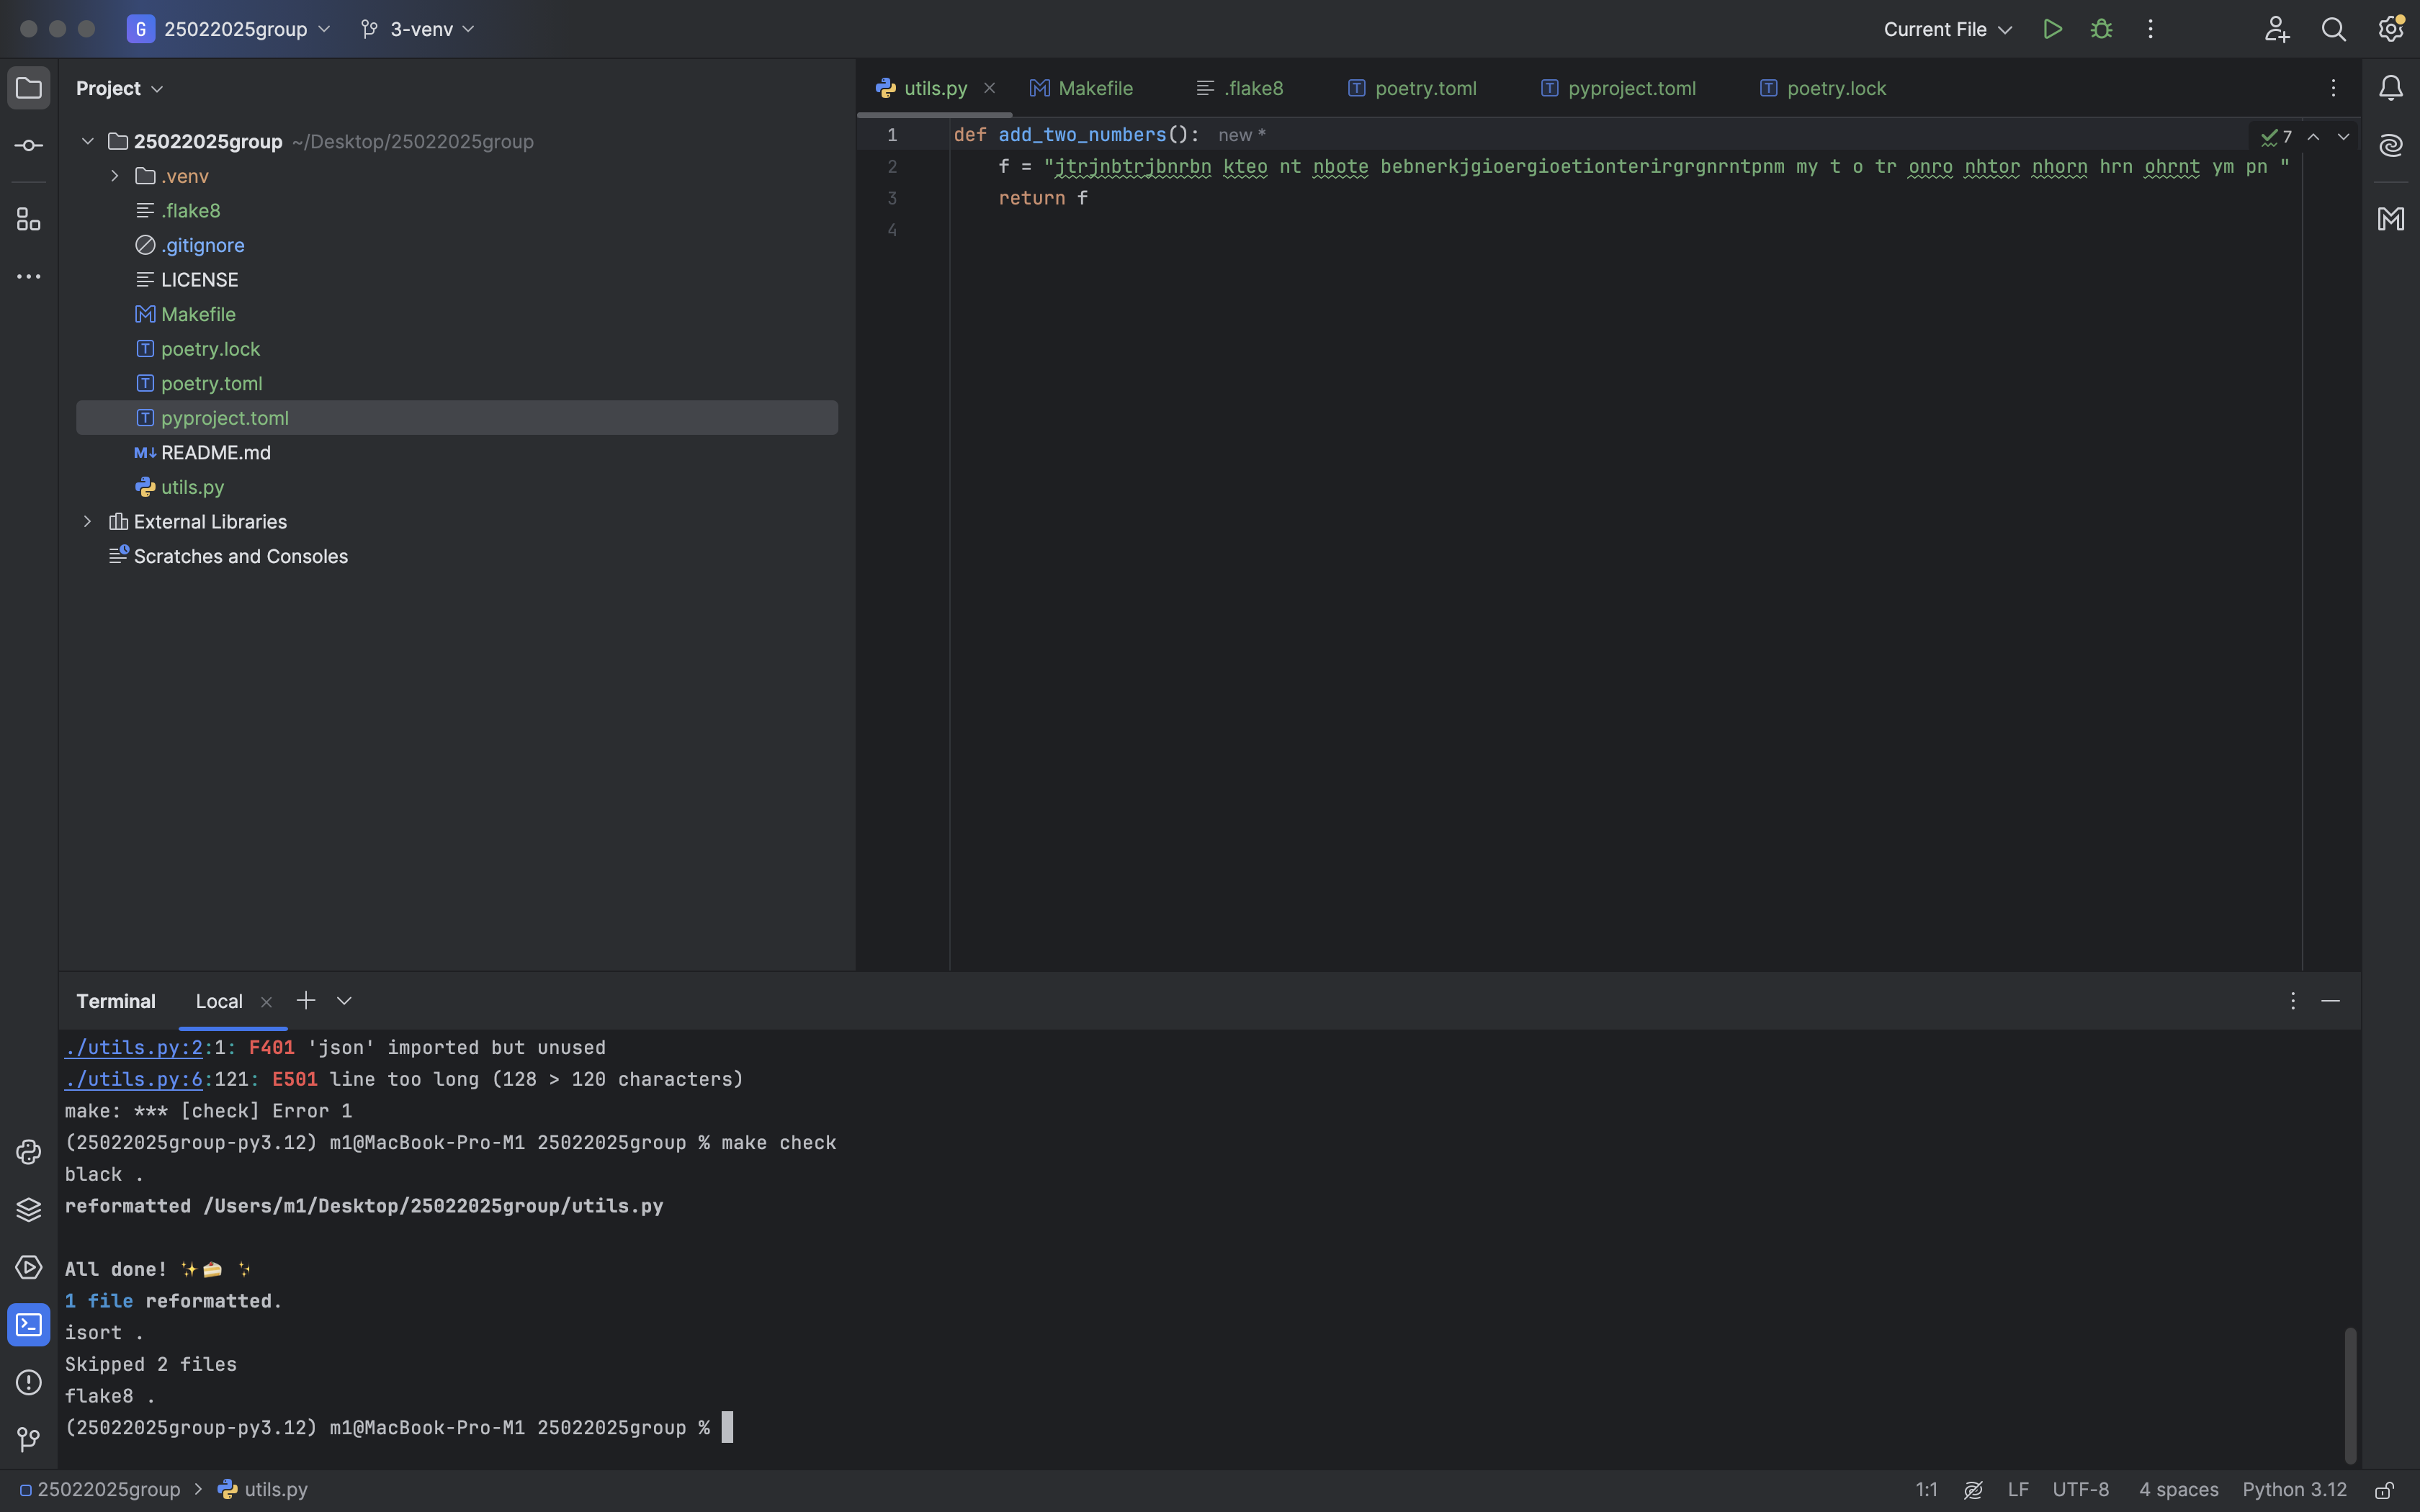 G 25022025group 3-venv Current File
Project
utils.py Makefile .flake8 poetry.toml pyproject.toml poetry.lock
25022025group ~/Desktop/25022025group
.venv
.flake8
.gitignore
LICENSE
Makefile
poetry.lock
poetry.toml
pyproject.toml
README.md
utils.py
External Libraries
Scratches and Consoles
1 def add_two_numbers(): new *
7
2 f = "jtrjnbtrjbnrbn kteo nt nbote bebnerkjgioergioetionterirgrgnrntpnm my t o tr onro nhtor nhorn hrn ohrnt ym pn "
3 return f
4
Terminal Local
./utils.py:2:1: F401 'json' imported but unused
./utils.py:6:121: E501 line too long (128 > 120 characters)
make: *** [check] Error 1
(25022025group-py3.12) m1@MacBook-Pro-M1 25022025group % make check
black .
reformatted /Users/m1/Desktop/25022025group/utils.py
All done! ✨🍰 ✨
1 file reformatted.
isort .
Skipped 2 files
flake8 .
(25022025group-py3.12) m1@MacBook-Pro-M1 25022025group %
25022025group > utils.py 1:1 LF UTF-8 4 spaces Python 3.12